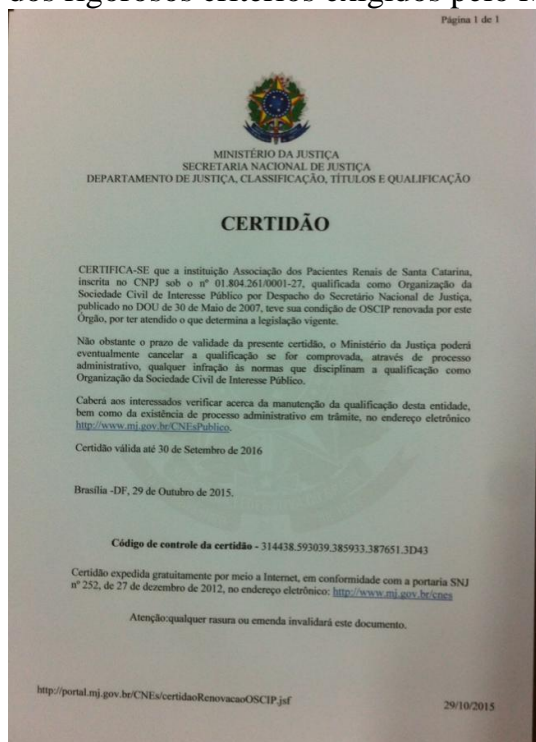 dos rigorosos critérios exigidos pelo
Página 1 de 1
MINISTÉRIO DA JUSTIÇA
SECRETARIA NACIONAL DE JUSTIÇA
DEPARTAMENTO DE JUSTIÇA, CLASSIFICAÇÃO, TÍTULOS E QUALIFICAÇÃO
CERTIDÃO
CERTIFICA-SE que a instituição Associação dos Pacientes Renais de Santa Catarina,
inscrita no CNPJ sob o nº 01.804.261/0001-27, qualificada como Organização da
Sociedade Civil de Interesse Público por Despacho do Secretário Nacional de Justiça,
publicado no DOU de 30 de Maio de 2007, teve sua condição de OSCIP renovada por este
Órgão, por ter atendido o que determina a legislação vigente.
Não obstante o prazo de validade da presente certidão, o Ministério da Justiça poderá
eventualmente cancelar a qualificação se for comprovada, através de processo
administrativo, qualquer infração às normas que disciplinam a qualificação como
Organização da Sociedade Civil de Interesse Público.
Caberá aos interessados verificar acerca da manutenção da qualificação desta entidade,
bem como da existência de processo administrativo em trâmite, no endereço eletrônico
http://www.mj.gov.br/CNEsPublico.
Certidão válida até 30 de Setembro de 2016
Brasília -DF, 29 de Outubro de 2015.
Código de controle da certidão - 314438.593039.385933.387651.3D43
Certidão expedida gratuitamente por meio a Internet, em conformidade com a portaria SNJ
nº 252, de 27 de dezembro de 2012, no endereço eletrônico: http://www.mj.gov.br/cnes
Atenção:qualquer rasura ou emenda invalidará este documento.
http://portal.mj.gov.br/CNEs/certidaoRenovacaoOSCIP.jsf
29/10/2015